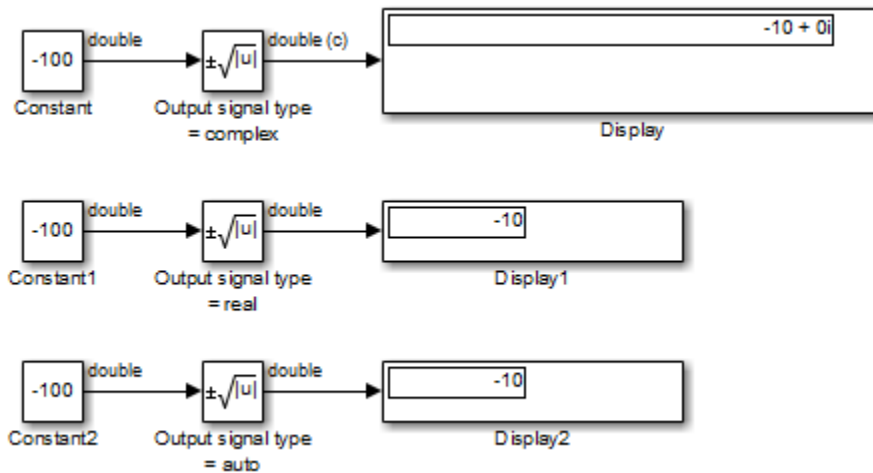 double
double (c)
-10 + 0i
-100
±√|u|
Constant
Output signal type
= complex
Display
double
double
-10
-100
±√|u|
Constant1
Output signal type
= real
Display1
double
double
-10
-100
±√|u|
Constant2
Output signal type
= auto
Display2